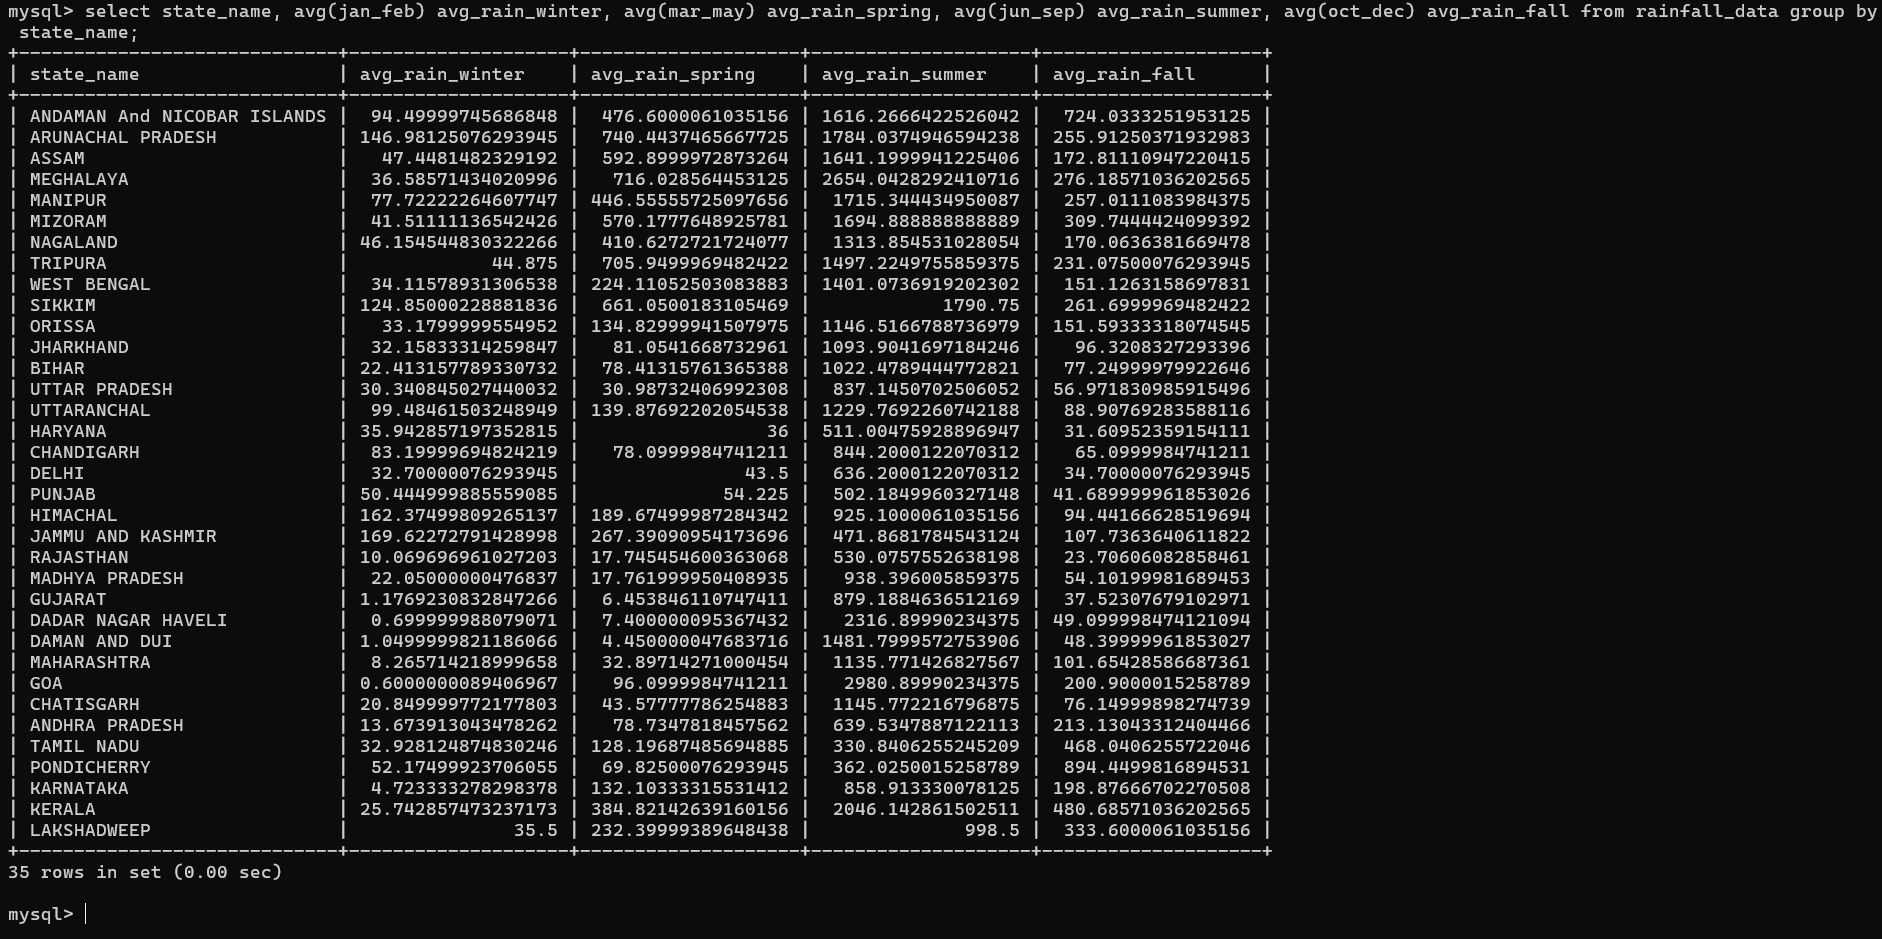 mysql> select state_name, avg(jan_feb) avg_rain_winter, avg(mar_may) avg_rain_spring, avg(jun_sep) avg_rain_summer, avg(oct_dec) avg_rain_fall from rainfall_data group by
 state_name;
+-----------------------------+--------------------+--------------------+--------------------+--------------------+
| state_name                  | avg_rain_winter    | avg_rain_spring    | avg_rain_summer    | avg_rain_fall      |
+-----------------------------+--------------------+--------------------+--------------------+--------------------+
| ANDAMAN And NICOBAR ISLANDS |  94.49999745686848 |  476.6000061035156 | 1616.2666422526042 |  724.0333251953125 |
| ARUNACHAL PRADESH           | 146.98125076293945 |  740.4437465667725 | 1784.0374946594238 | 255.91250371932983 |
| ASSAM                       |   47.4481482329192 |  592.8999972873264 | 1641.1999941225406 | 172.81110947220415 |
| MEGHALAYA                   |  36.58571434020996 |   716.028564453125 | 2654.0428292410716 | 276.18571036202565 |
| MANIPUR                     |  77.72222264607747 | 446.55555725097656 |  1715.344434950087 |  257.0111083984375 |
| MIZORAM                     |  41.51111136542426 |  570.1777648925781 |  1694.888888888889 |  309.7444424099392 |
| NAGALAND                    | 46.154544830322266 |  410.6272721724077 |  1313.854531028054 |  170.0636381669478 |
| TRIPURA                     |             44.875 |  705.9499969482422 | 1497.2249755859375 | 231.07500076293945 |
| WEST BENGAL                 |  34.11578931306538 | 224.11052503083883 | 1401.0736919202302 |  151.1263158697831 |
| SIKKIM                      | 124.85000228881836 |  661.0500183105469 |            1790.75 |  261.6999969482422 |
| ORISSA                      |   33.1799999554952 | 134.82999941507975 | 1146.5166788736979 | 151.59333318074545 |
| JHARKHAND                   |  32.15833314259847 |   81.0541668732961 | 1093.9041697184246 |   96.3208327293396 |
| BIHAR                       | 22.413157789330732 |  78.41315761365388 | 1022.4789444772821 |  77.24999979922646 |
| UTTAR PRADESH               | 30.340845027440032 |  30.98732406992308 |  837.1450702506052 | 56.971830985915496 |
| UTTARANCHAL                 |  99.48461503248949 | 139.87692202054538 | 1229.7692260742188 |  88.90769283588116 |
| HARYANA                     | 35.942857197352815 |                 36 | 511.00475928896947 |  31.60952359154111 |
| CHANDIGARH                  |  83.19999694824219 |   78.0999984741211 |  844.2000122070312 |   65.0999984741211 |
| DELHI                       |  32.70000076293945 |               43.5 |  636.2000122070312 |  34.70000076293945 |
| PUNJAB                      | 50.444999885559085 |             54.225 |  502.1849960327148 | 41.689999961853026 |
| HIMACHAL                    | 162.37499809265137 | 189.67499987284342 |  925.1000061035156 |  94.44166628519694 |
| JAMMU AND KASHMIR           | 169.62272791428998 | 267.39090954173696 |  471.8681784543124 |  107.7363640611822 |
| RAJASTHAN                   | 10.069696961027203 | 17.745454600363068 |  530.0757552638198 |  23.70606082858461 |
| MADHYA PRADESH              |  22.05000000476837 | 17.761999950408935 |   938.396005859375 |  54.10199981689453 |
| GUJARAT                     | 1.1769230832847266 |  6.453846110747411 |  879.1884636512169 |  37.52307679102971 |
| DADAR NAGAR HAVELI          |  0.699999988079071 |  7.400000095367432 |   2316.89990234375 | 49.099998474121094 |
| DAMAN AND DUI               | 1.0499999821186066 |  4.450000047683716 | 1481.7999572753906 |  48.39999961853027 |
| MAHARASHTRA                 |  8.265714218999658 |  32.89714271000454 |  1135.771426827567 | 101.65428586687361 |
| GOA                         | 0.6000000089406967 |   96.0999984741211 |   2980.89990234375 |  200.9000015258789 |
| CHATISGARH                  | 20.849999772177803 |  43.57777786254883 |  1145.772216796875 |  76.14999898274739 |
| ANDHRA PRADESH              | 13.673913043478262 |   78.7347818457562 |  639.5347887122113 | 213.13043312404466 |
| TAMIL NADU                  | 32.928124874830246 | 128.19687485694885 |  330.8406255245209 |  468.0406255722046 |
| PONDICHERRY                 |  52.17499923706055 |  69.82500076293945 |  362.0250015258789 |  894.4499816894531 |
| KARNATAKA                   |  4.723333278298378 | 132.10333315531412 |   858.913330078125 | 198.87666702270508 |
| KERALA                      | 25.742857473237173 | 384.82142639160156 |  2046.142861502511 | 480.68571036202565 |
| LAKSHADWEEP                 |               35.5 | 232.39999389648438 |              998.5 |  333.6000061035156 |
+-----------------------------+--------------------+--------------------+--------------------+--------------------+
35 rows in set (0.00 sec)
mysql>